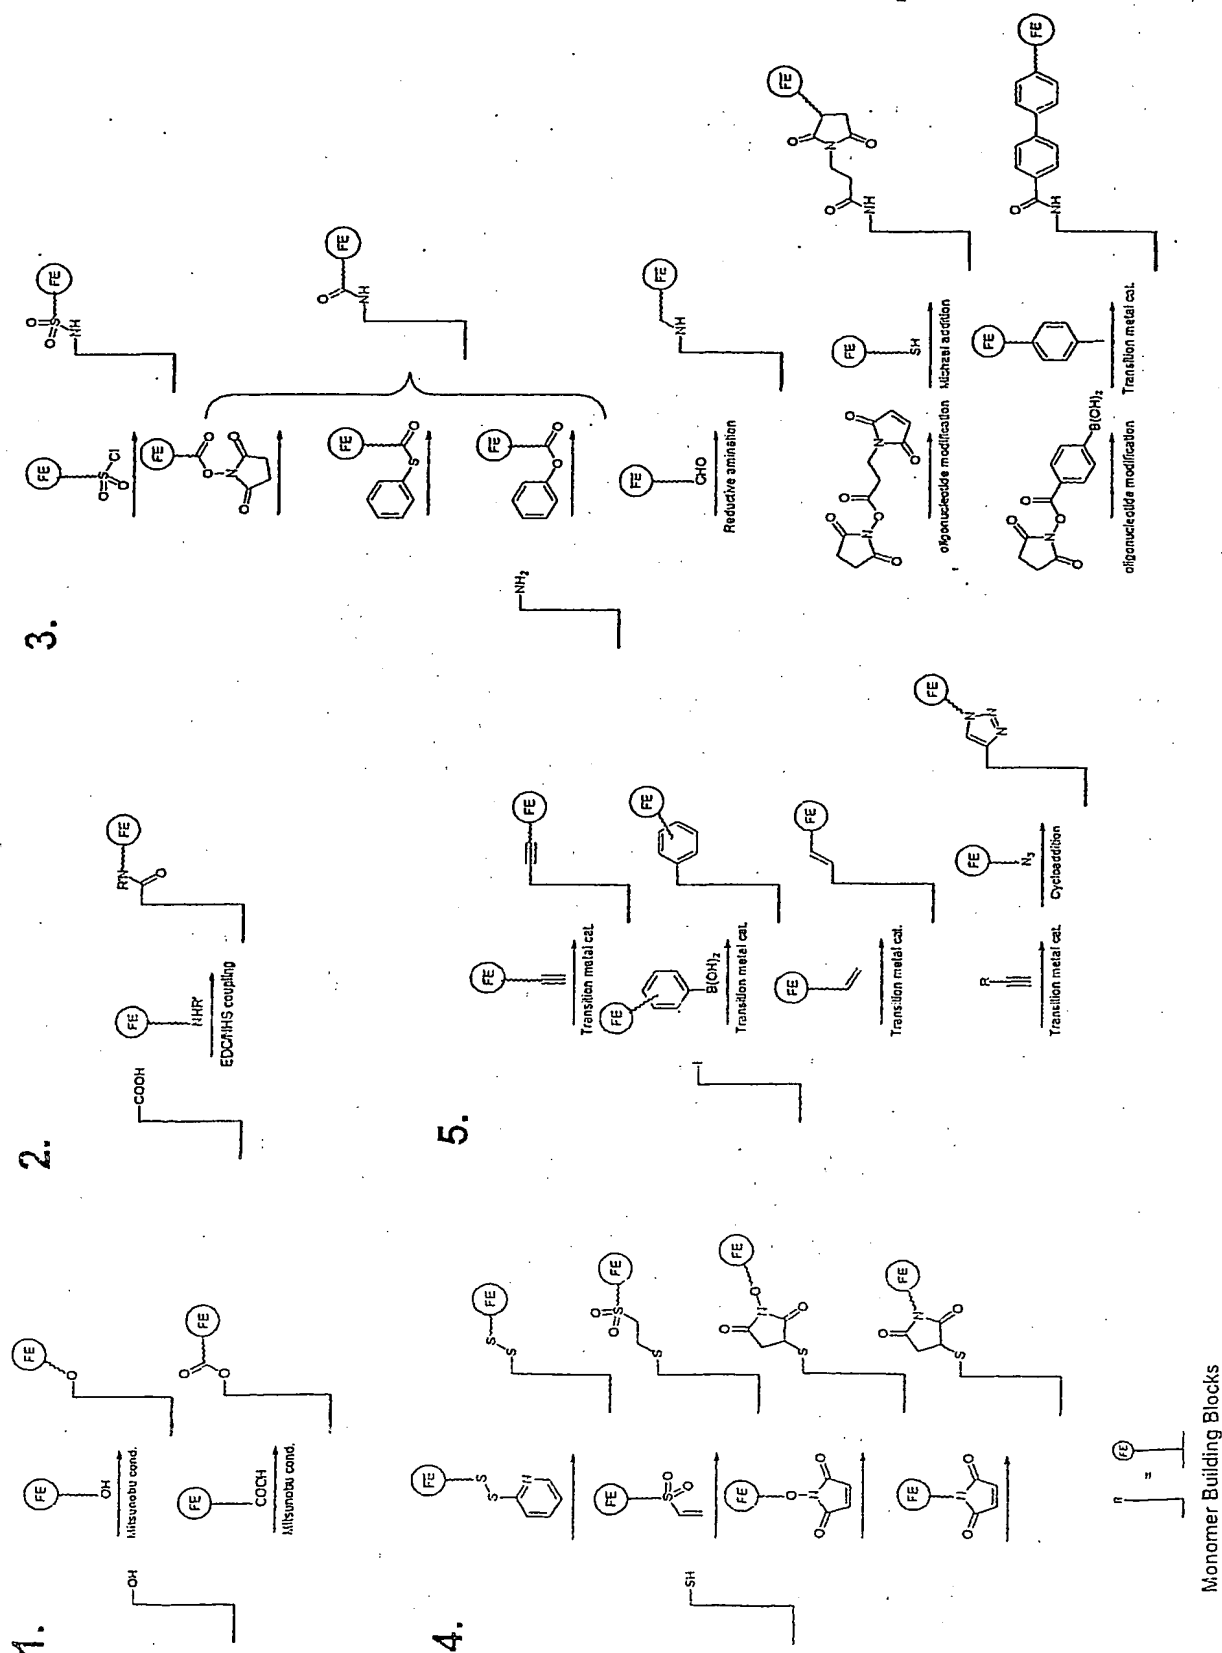 1.
OH
FE
OH
Mitsunobu cond.
FE
O
FE
COCH
Mitsunobu cond.
O
O
FE
2.
COOH
FE
NHR'
EDC/NHS coupling
R'N
FE
O
3.
NH2
FE
O
S
O
Cl
O
S
O
NH
FE
FE
O
O
N
O
O
FE
O
S
FE
O
O
O
NH
FE
FE
CHO
Reductive amination
NH
FE
O
N
O
O
O
N
O
O
oligonucleotide modification
FE
SH
Michael addition
O
NH
N
O
O
FE
O
N
O
O
O
B(OH)2
oligonucleotide modification
FE
Transition metal cat.
O
NH
FE
4.
SH
FE
S
S
N
S
S
FE
FE
S
O
O
S
O
S
O
FE
FE
O
N
O
O
S
O
N
O
O
FE
FE
N
O
O
S
O
N
O
FE
5.
I
FE
Transition metal cat.
FE
FE
B(OH)2
Transition metal cat.
FE
FE
Transition metal cat.
FE
R
Transition metal cat.
FE
N3
Cycloaddition
N
N
N
FE
"
FE
Monomer Building Blocks